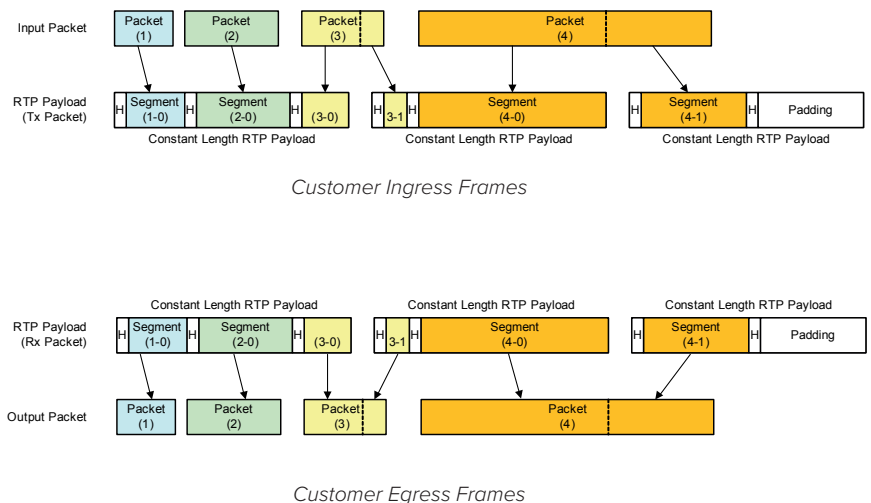 Input Packet
Packet
(1)
Packet
(2)
Packet
(3)
Packet
(4)
RTP Payload
(Tx Packet)
H
Segment
(1-0)
H
Segment
(2-0)
H
(3-0)
H
3-1
H
Segment
(4-0)
H
Segment
(4-1)
H
Padding
Constant Length RTP Payload
Constant Length RTP Payload
Constant Length RTP Payload
Customer Ingress Frames
Constant Length RTP Payload
Constant Length RTP Payload
Constant Length RTP Payload
RTP Payload
(Rx Packet)
H
Segment
(1-0)
H
Segment
(2-0)
H
(3-0)
H
3-1
H
Segment
(4-0)
H
Segment
(4-1)
H
Padding
Output Packet
Packet
(1)
Packet
(2)
Packet
(3)
Packet
(4)
Customer Egress Frames